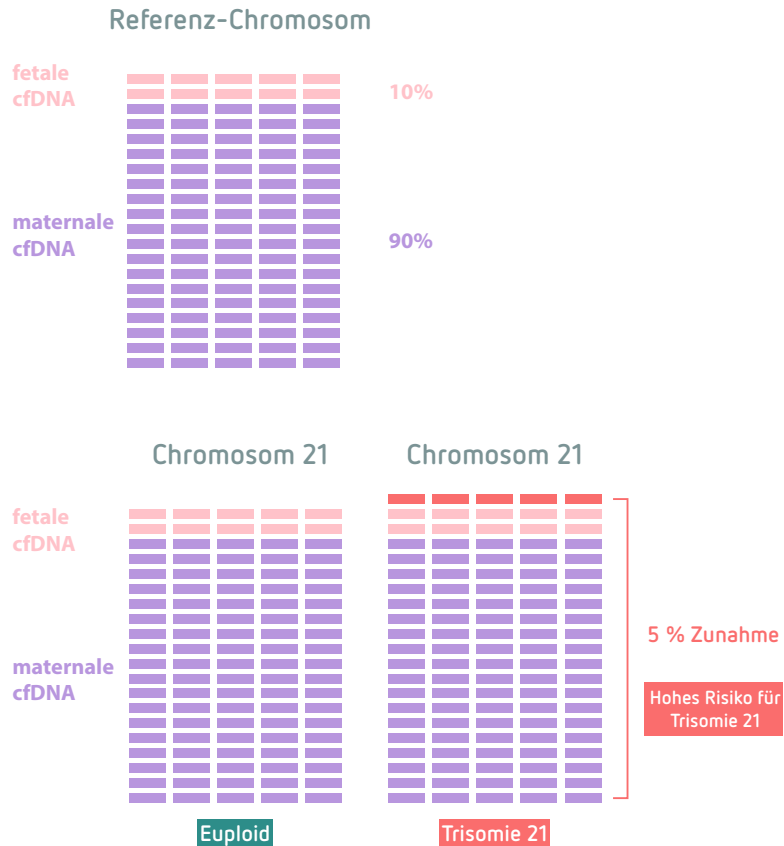 Referenz-Chromosom
fetale
cfDNA
10%
maternale
cfDNA
90%
Chromosom 21
Chromosom 21
fetale
cfDNA
maternale
cfDNA
5 % Zunahme
Hohes Risiko für
Trisomie 21
Euploid
Trisomie 21